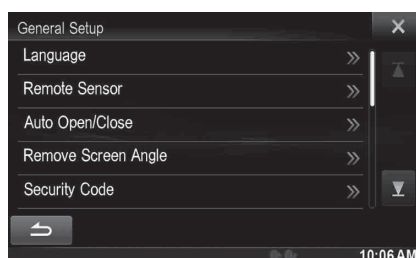 General Setup
Language
Remote Sensor
Auto Open/Close
Remove Screen Angle
Security Code
10:06 AM